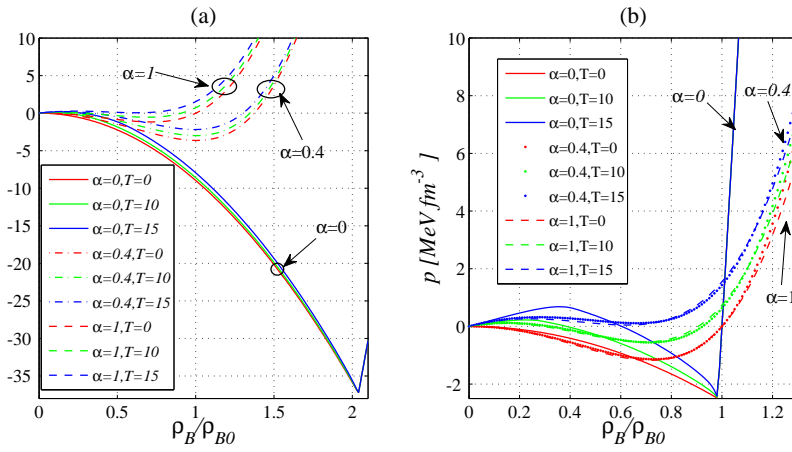 (a)
10
5
0
-5
-10
-15
-20
-25
-30
-35
0
0.5
1
1.5
2
ρB/ρB0
α=1
α=0.4
α=0
α=0,T=0
α=0,T=10
α=0,T=15
α=0.4,T=0
α=0.4,T=10
α=0.4,T=15
α=1,T=0
α=1,T=10
α=1,T=15
(b)
p [MeV fm-3 ]
10
8
6
4
2
0
-2
0
0.2
0.4
0.6
0.8
1
1.2
ρB/ρB0
α=0,T=0
α=0,T=10
α=0,T=15
α=0.4,T=0
α=0.4,T=10
α=0.4,T=15
α=1,T=0
α=1,T=10
α=1,T=15
α=0
α=0.4
α=1